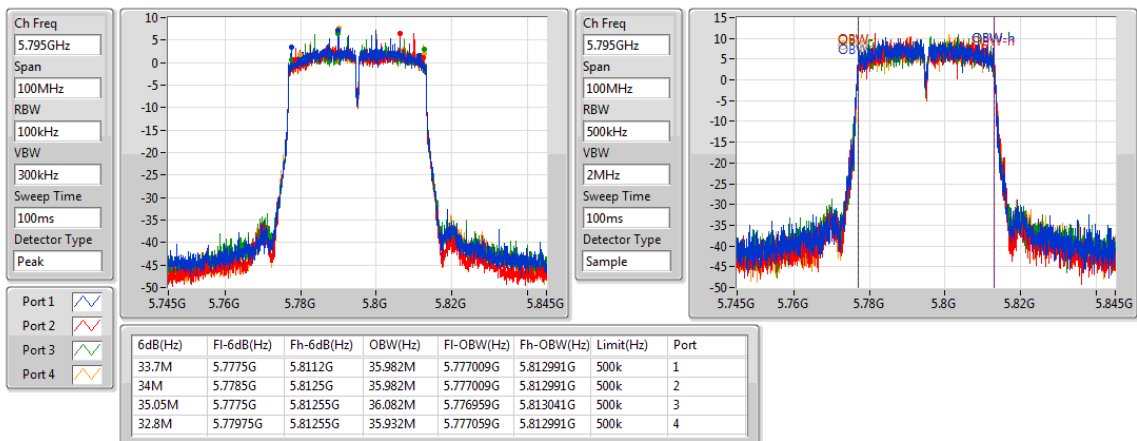 Ch Freq
5.795GHz
Span
100MHz
RBW
100kHz
VBW
300kHz
Sweep Time
100ms
Detector Type
Peak
10
5
0
-5
-10
-15
-20
-25
-30
-35
-40
-45
-50
5.745G 5.76G 5.78G 5.8G 5.82G 5.845G
Ch Freq
5.795GHz
Span
100MHz
RBW
500kHz
VBW
2MHz
Sweep Time
100ms
Detector Type
Sample
15
10
5
0
-5
-10
-15
-20
-25
-30
-35
-40
-45
-50
OBW-l OBW-h
5.745G 5.76G 5.78G 5.8G 5.82G 5.845G
Port 1
Port 2
Port 3
Port 4
6dB(Hz) Fl-6dB(Hz) Fh-6dB(Hz) OBW(Hz) Fl-OBW(Hz) Fh-OBW(Hz) Limit(Hz) Port
33.7M 5.7775G 5.8112G 35.982M 5.777009G 5.812991G 500k 1
34M 5.7785G 5.8125G 35.982M 5.777009G 5.812991G 500k 2
35.05M 5.7775G 5.81255G 36.082M 5.776959G 5.813041G 500k 3
32.8M 5.77975G 5.81255G 35.932M 5.777059G 5.812991G 500k 4